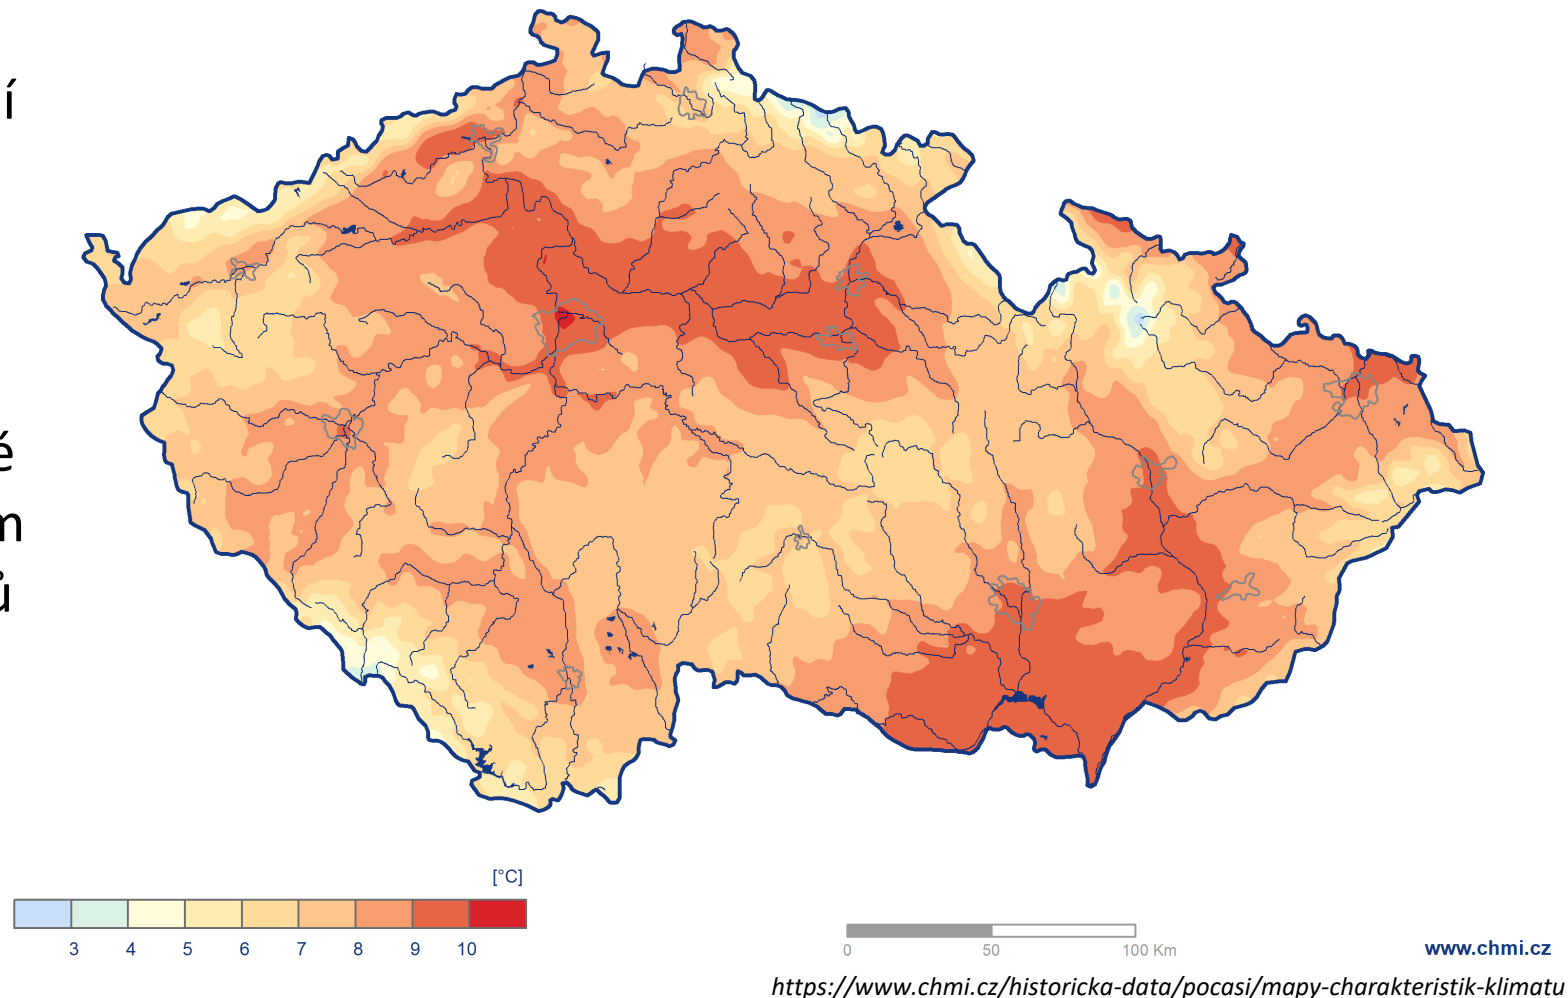 í
é
m
ů
[°C]
3 4 5 6 7 8 9 10
0 50 100 Km
www.chmi.cz
https://www.chmi.cz/historicka-data/pocasi/mapy-charakteristik-klimatu